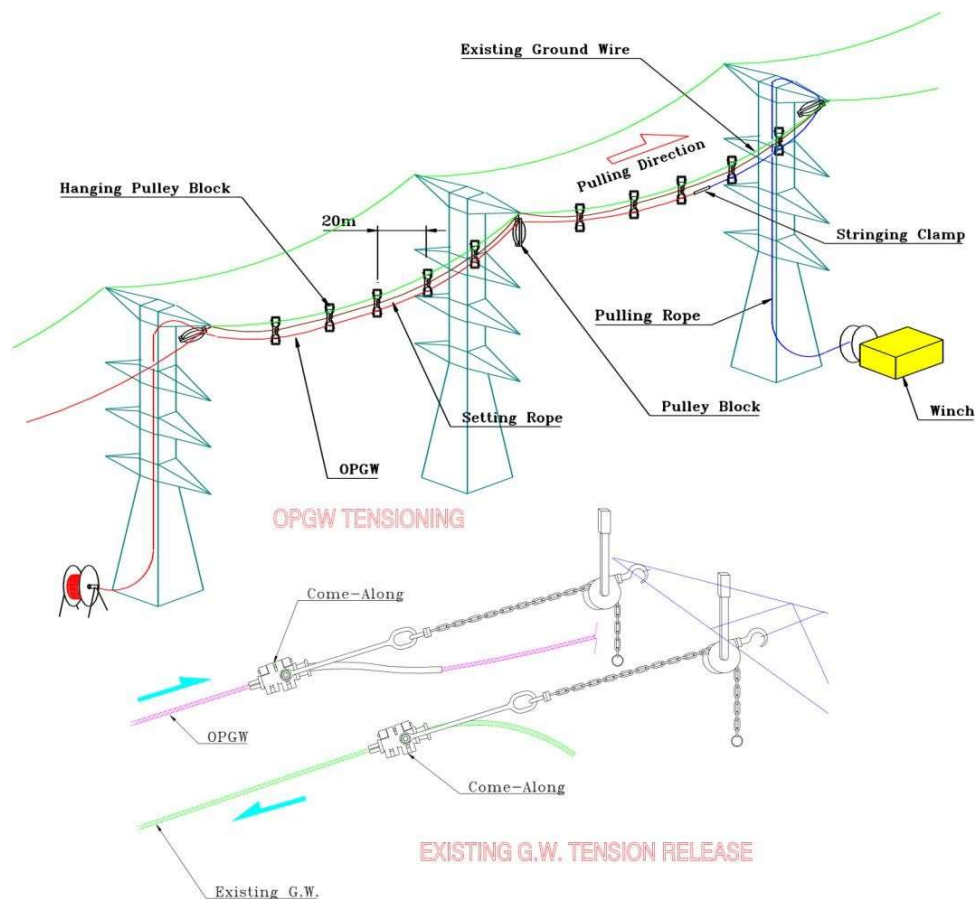 Existing Ground Wire
Pulling Direction
Hanging Pulley Block
20m
Stringing Clamp
Pulling Rope
Setting Rope
Pulley Block
Winch
OPGW
OPGW TENSIONING
Come-Along
OPGW
Come-Along
EXISTING G.W. TENSION RELEASE
Existing G.W.